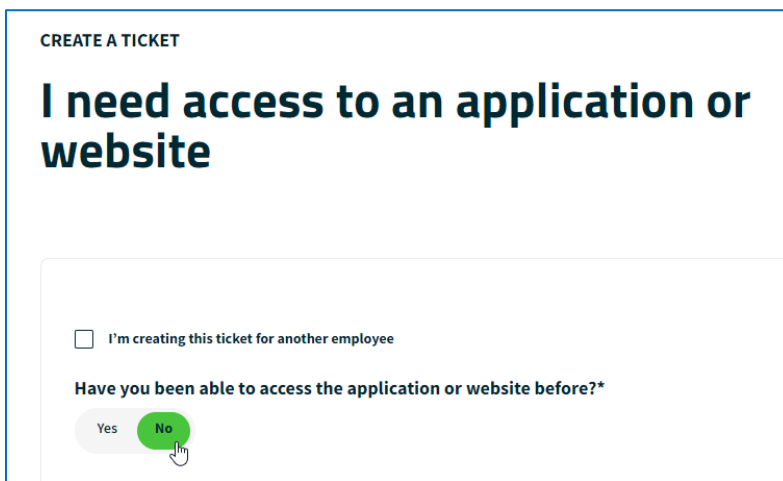 CREATE A TICKET
I need access to an application or
website
I’m creating this ticket for another employee
Have you been able to access the application or website before?*
Yes No